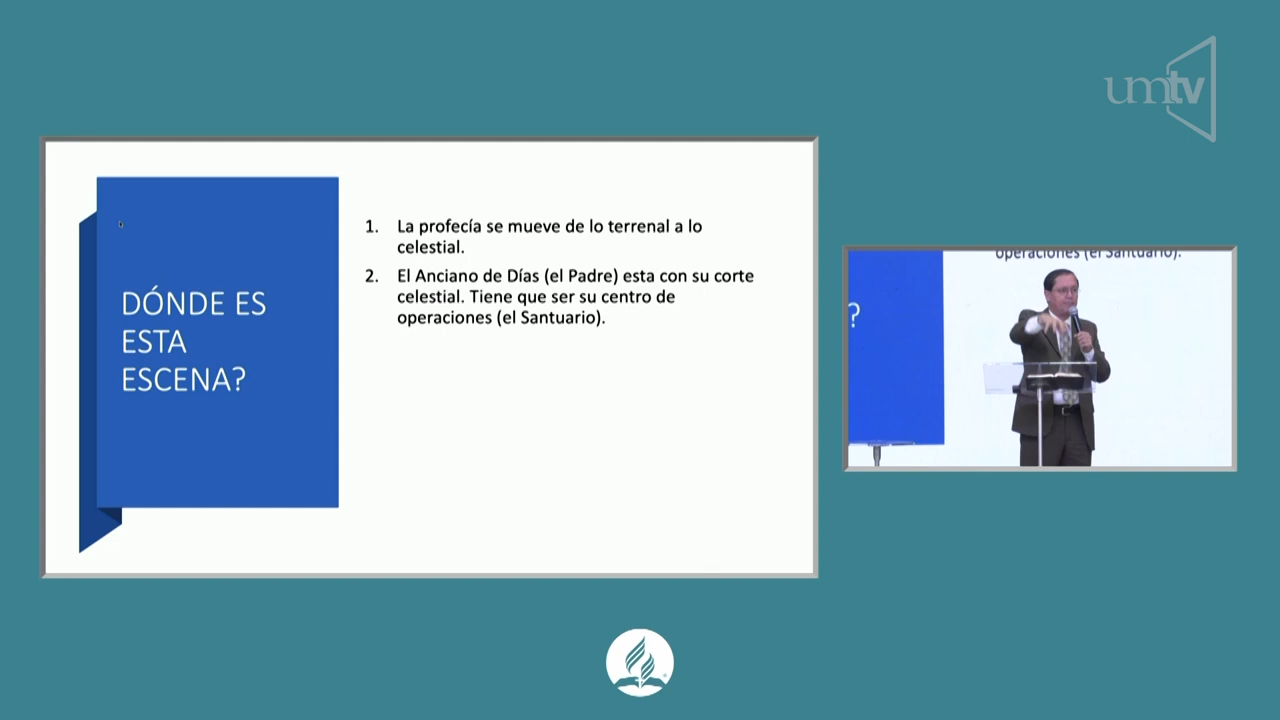 umtv
DÓNDE ES
ESTA
ESCENA?
1. La profecía se mueve de lo terrenal a lo
celestial.
2. El Anciano de Días (el Padre) esta con su corte
celestial. Tiene que ser su centro de
operaciones (el Santuario).
operaciones (el Santuario).
?